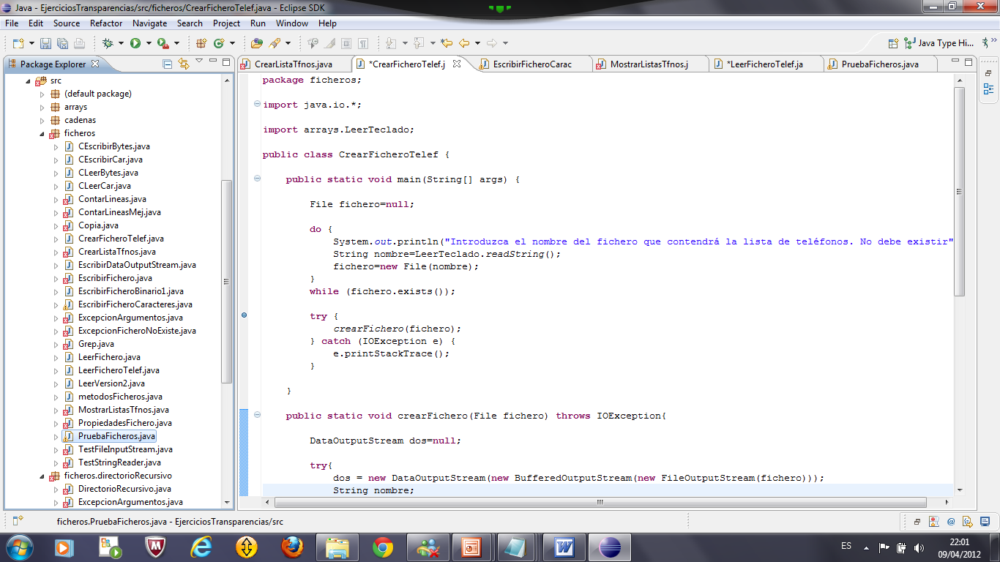 Java - EjerciciosTransparencias/src/ficheros/CrearFicheroTelef.java - Eclipse SDK
File Edit Source Refactor Navigate Search Project Run Window Help
Java Type Hi...
Package Explorer
CrearListaTfnos.java *CrearFicheroTelef.j EscribirFicheroCarac MostrarListasTfnos.j *LeerFicheroTelef.ja PruebaFicheros.java
src
(default package)
arrays
cadenas
ficheros
CEscribirBytes.java
CEscribirCar.java
CLeerBytes.java
CLeerCar.java
ContarLineas.java
ContarLineasMej.java
Copia.java
CrearFicheroTelef.java
CrearListaTfnos.java
EscribirDataOutputStream.java
EscribirFichero.java
EscribirFicheroBinario1.java
EscribirFicheroCaracteres.java
ExcepcionArgumentos.java
ExcepcionFicheroNoExiste.java
Grep.java
LeerFichero.java
LeerFicheroTelef.java
LeerVersion2.java
metodosFicheros.java
MostrarListasTfnos.java
PropiedadesFichero.java
PruebaFicheros.java
TestFileInputStream.java
TestStringReader.java
ficheros.directorioRecursivo
DirectorioRecursivo.java
ExcepcionArgumentos.java
package ficheros;
import java.io.*;
import arrays.LeerTeclado;
public class CrearFicheroTelef {
public static void main(String[] args) {
File fichero=null;
do {
System.out.println("Introduzca el nombre del fichero que contendrá la lista de teléfonos. No debe existir"
String nombre=LeerTeclado.readString();
fichero=new File(nombre);
}
while (fichero.exists());
try {
crearFichero(fichero);
} catch (IOException e) {
e.printStackTrace();
}
}
public static void crearFichero(File fichero) throws IOException{
DataOutputStream dos=null;
try{
dos = new DataOutputStream(new BufferedOutputStream(new FileOutputStream(fichero)));
String nombre;
ficheros.PruebaFicheros.java - EjerciciosTransparencias/src
ES
22:01
09/04/2012